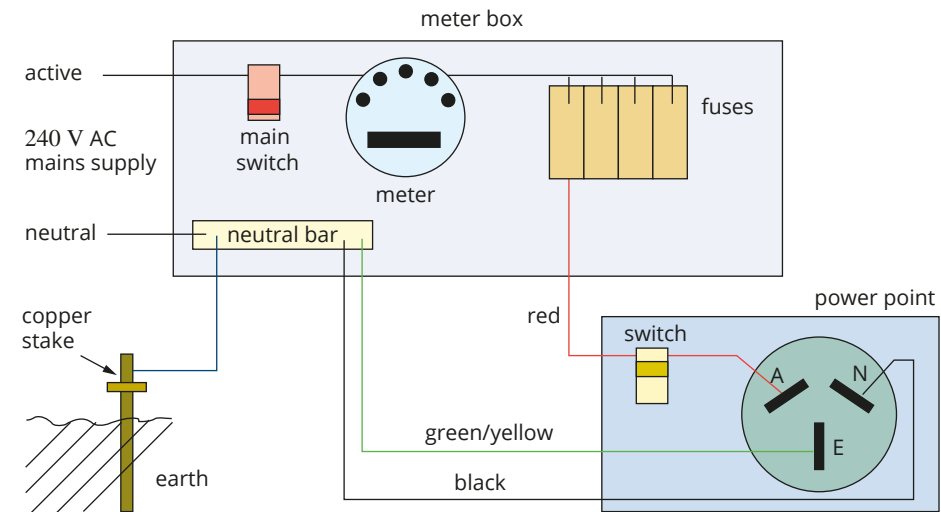 meter box
active
240 V AC
mains supply
main
switch
meter
fuses
neutral
neutral bar
copper
stake
earth
red
power point
switch
A
N
E
green/yellow
black